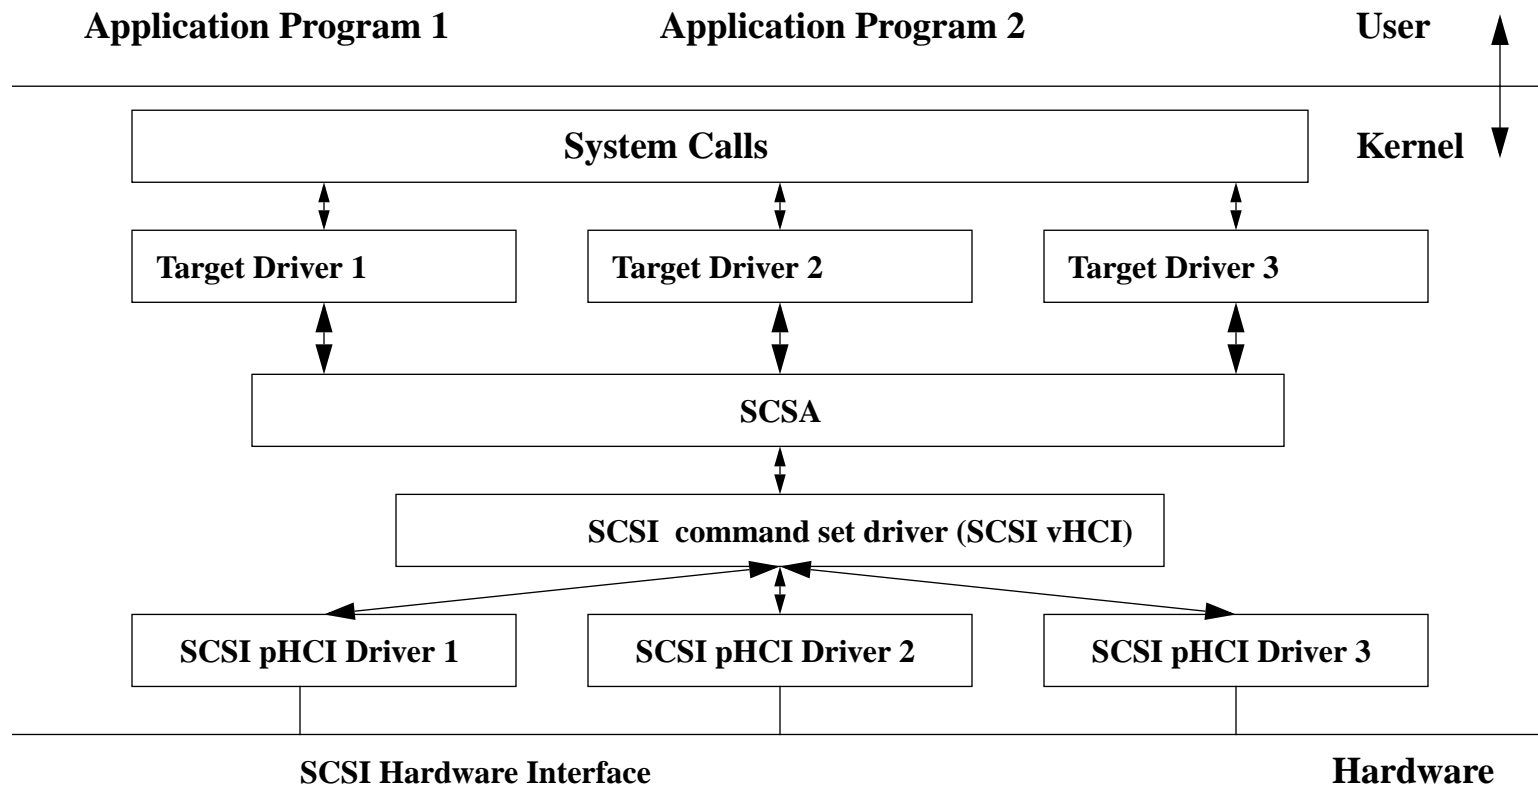 Application Program 1
Application Program 2
User
System Calls
Kernel
Target Driver 1
Target Driver 2
Target Driver 3
SCSA
SCSI  command set driver (SCSI vHCI)
SCSI pHCI Driver 1
SCSI pHCI Driver 2
SCSI pHCI Driver 3
SCSI Hardware Interface
Hardware